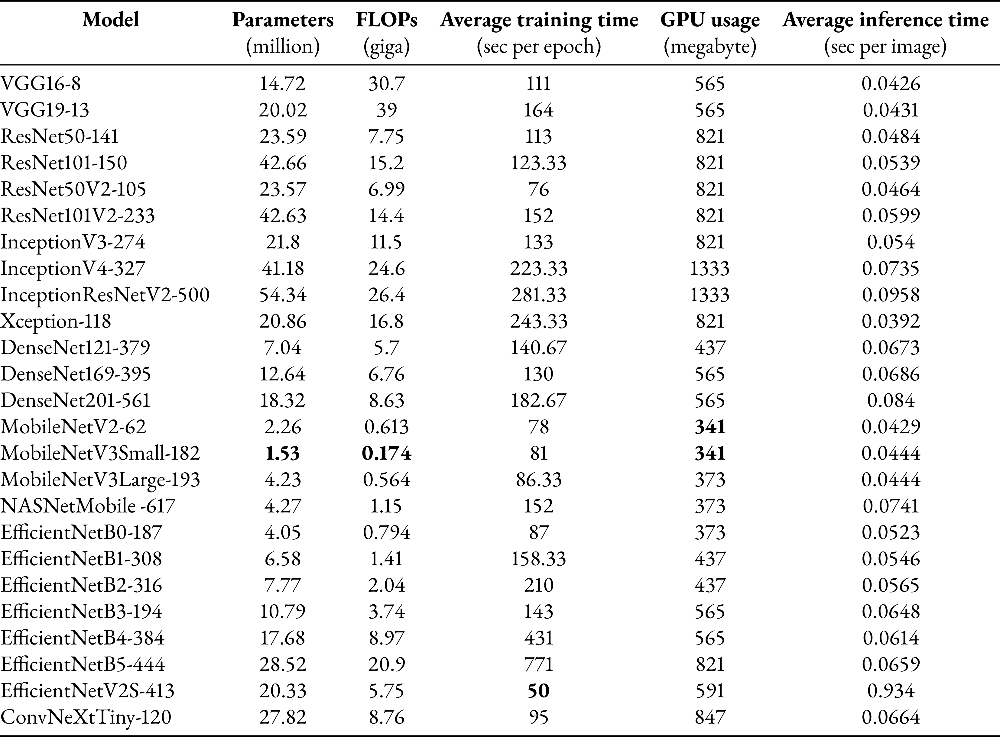 Model Parameters FLOPs Average training time GPU usage Average inference time
(million) (giga) (sec per epoch) (megabyte) (sec per image)
VGG16-8 14.72 30.7 111 565 0.0426
VGG19-13 20.02 39 164 565 0.0431
ResNet50-141 23.59 7.75 113 821 0.0484
ResNet101-150 42.66 15.2 123.33 821 0.0539
ResNet50V2-105 23.57 6.99 76 821 0.0464
ResNet101V2-233 42.63 14.4 152 821 0.0599
InceptionV3-274 21.8 11.5 133 821 0.054
InceptionV4-327 41.18 24.6 223.33 1333 0.0735
InceptionResNetV2-500 54.34 26.4 281.33 1333 0.0958
Xception-118 20.86 16.8 243.33 821 0.0392
DenseNet121-379 7.04 5.7 140.67 437 0.0673
DenseNet169-395 12.64 6.76 130 565 0.0686
DenseNet201-561 18.32 8.63 182.67 565 0.084
MobileNetV2-62 2.26 0.613 78 341 0.0429
MobileNetV3Small-182 1.53 0.174 81 341 0.0444
MobileNetV3Large-193 4.23 0.564 86.33 373 0.0444
NASNetMobile -617 4.27 1.15 152 373 0.0741
EfficientNetB0-187 4.05 0.794 87 373 0.0523
EfficientNetB1-308 6.58 1.41 158.33 437 0.0546
EfficientNetB2-316 7.77 2.04 210 437 0.0565
EfficientNetB3-194 10.79 3.74 143 565 0.0648
EfficientNetB4-384 17.68 8.97 431 565 0.0614
EfficientNetB5-444 28.52 20.9 771 821 0.0659
EfficientNetV2S-413 20.33 5.75 50 591 0.934
ConvNeXtTiny-120 27.82 8.76 95 847 0.0664